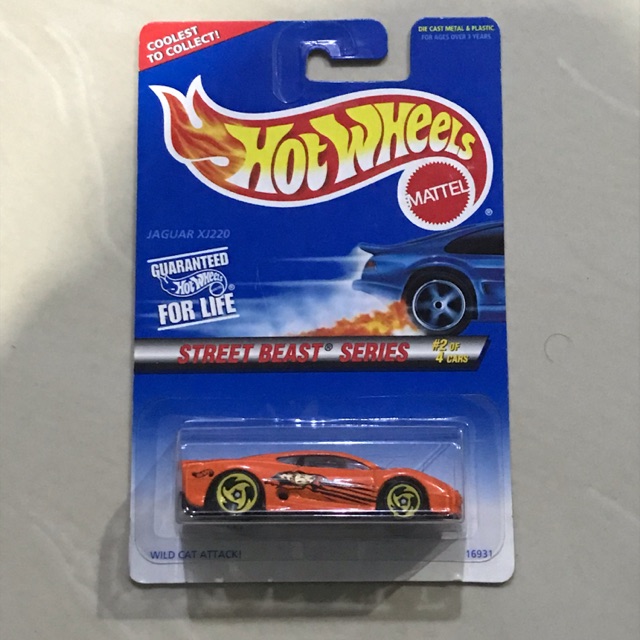 COOLEST
TO COLLECT!
DIE CAST METAL & PLASTIC
FOR AGES OVER 3 YEARS
HOT WHEELS
MATTEL
®
JAGUAR XJ220
GUARANTEED
Hot Wheels®
FOR LIFE
STREET BEAST® SERIES
#2 OF
4 CARS
WILD CAT ATTACK!
16931